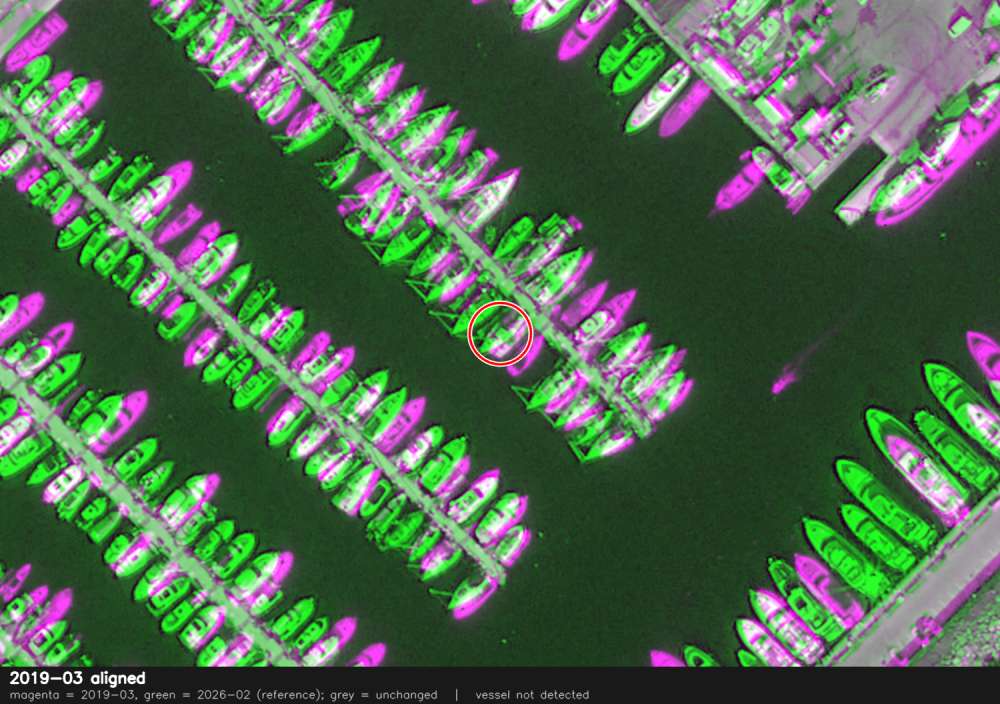 2019-03 aligned
magenta = 2019-03, green = 2026-02 (reference); grey = unchanged | vessel not detected